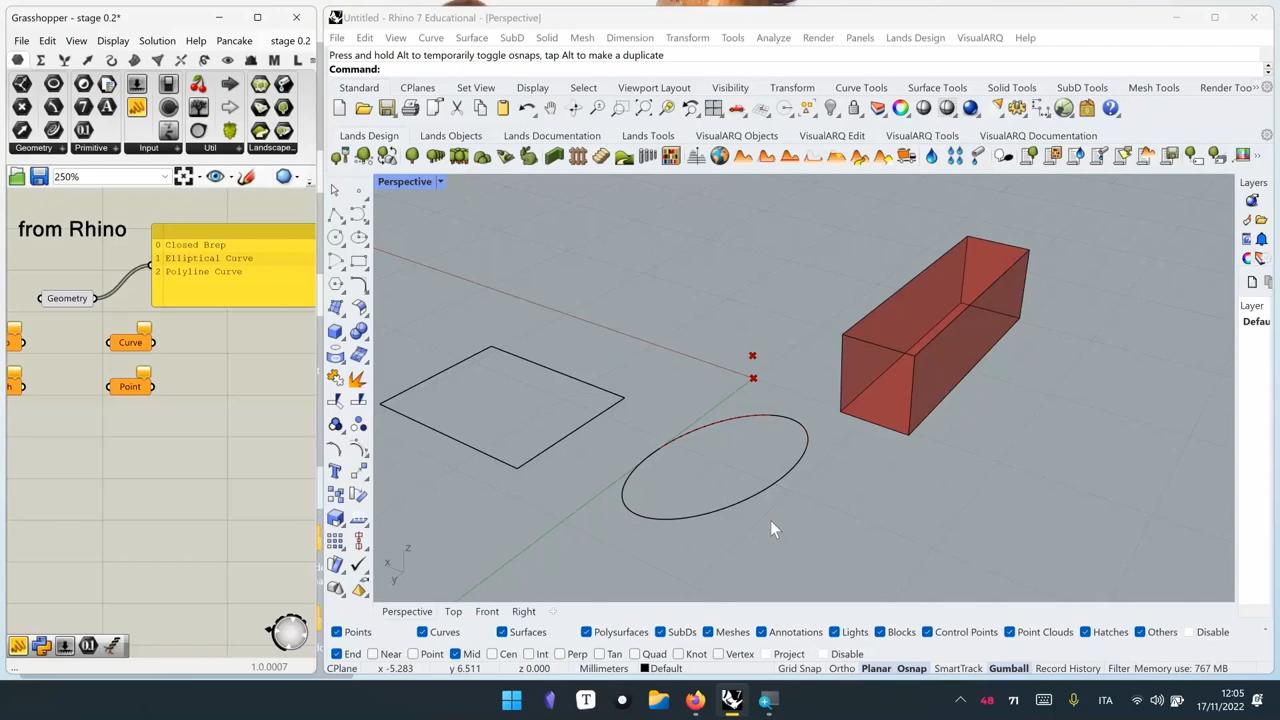 Grasshopper - stage 0.2*
File Edit View Display Solution Help Pancake stage 0.2
Geometry Primitive Input Util Landscape...
250%
from Rhino
0 Closed Brep
1 Elliptical Curve
2 Polyline Curve
Geometry
Curve
Point
...
1.0.0007
Untitled - Rhino 7 Educational - [Perspective]
File Edit View Curve Surface SubD Solid Mesh Dimension Transform Tools Analyze Render Panels Lands Design VisualARQ Help
Press and hold Alt to temporarily toggle osnaps, tap Alt to make a duplicate
Command:
Standard CPlanes Set View Display Select Viewport Layout Visibility Transform Curve Tools Surface Tools Solid Tools SubD Tools Mesh Tools Render Too
Lands Design Lands Objects Lands Documentation Lands Tools VisualARQ Objects VisualARQ Edit VisualARQ Tools VisualARQ Documentation
Perspective
Layers
Layer
Defau
z
x
y
Perspective Top Front Right
Points Curves Surfaces Polysurfaces SubDs Meshes Annotations Lights Blocks Control Points Point Clouds Hatches Others Disable
End Near Point Mid Cen Int Perp Tan Quad Knot Vertex Project Disable
CPlane x -5.283 y 6.511 z 0.000 Millimeters Default Grid Snap Ortho Planar Osnap SmartTrack Gumball Record History Filter Memory use: 767 MB
48 71 ITA 12:05
17/11/2022